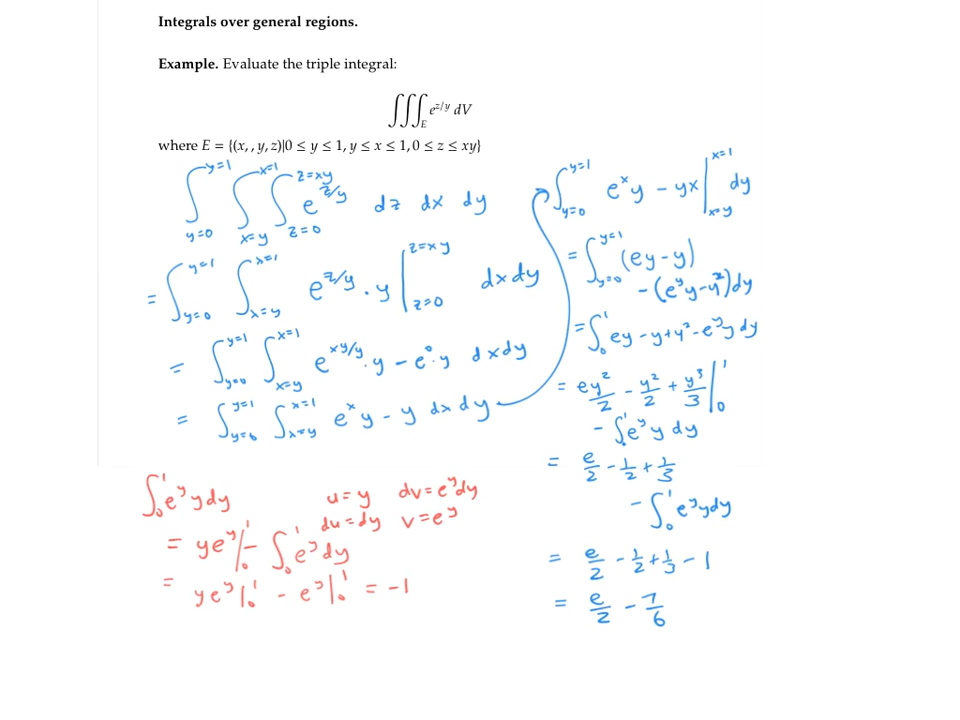 Integrals over general regions.
Example. Evaluate the triple integral:
∭_E e^{z/y} dV
where E = {(x, , y, z)|0 ≤ y ≤ 1, y ≤ x ≤ 1, 0 ≤ z ≤ xy}
∫_{y=0}^{y=1} ∫_{x=y}^{x=1} ∫_{z=0}^{z=xy} e^{z/y} dz dx dy
= ∫_{y=0}^{y=1} ∫_{x=y}^{x=1} e^{z/y} · y |_{z=0}^{z=xy} dx dy
= ∫_{y=0}^{y=1} ∫_{x=y}^{x=1} e^{xy/y} · y - e^0 · y dx dy
= ∫_{y=0}^{y=1} ∫_{x=y}^{x=1} e^x y - y dx dy
∫_{y=0}^{y=1} e^x y - yx |_{x=y}^{x=1} dy
= ∫_{y=0}^{y=1} (ey - y)
- (e^y y - y^2) dy
= ∫_0^1 ey - y + y^2 - e^y y dy
= ey^2/2 - y^2/2 + y^3/3 |_0^1
- ∫_0^1 e^y y dy
= e/2 - 1/2 + 1/3
- ∫_0^1 e^y y dy
= e/2 - 1/2 + 1/3 - 1
= e/2 - 7/6
∫_0^1 e^y y dy u = y dv = e^y dy
du = dy v = e^y
= ye^y |_0^1 - ∫_0^1 e^y dy
= ye^y |_0^1 - e^y |_0^1 = -1